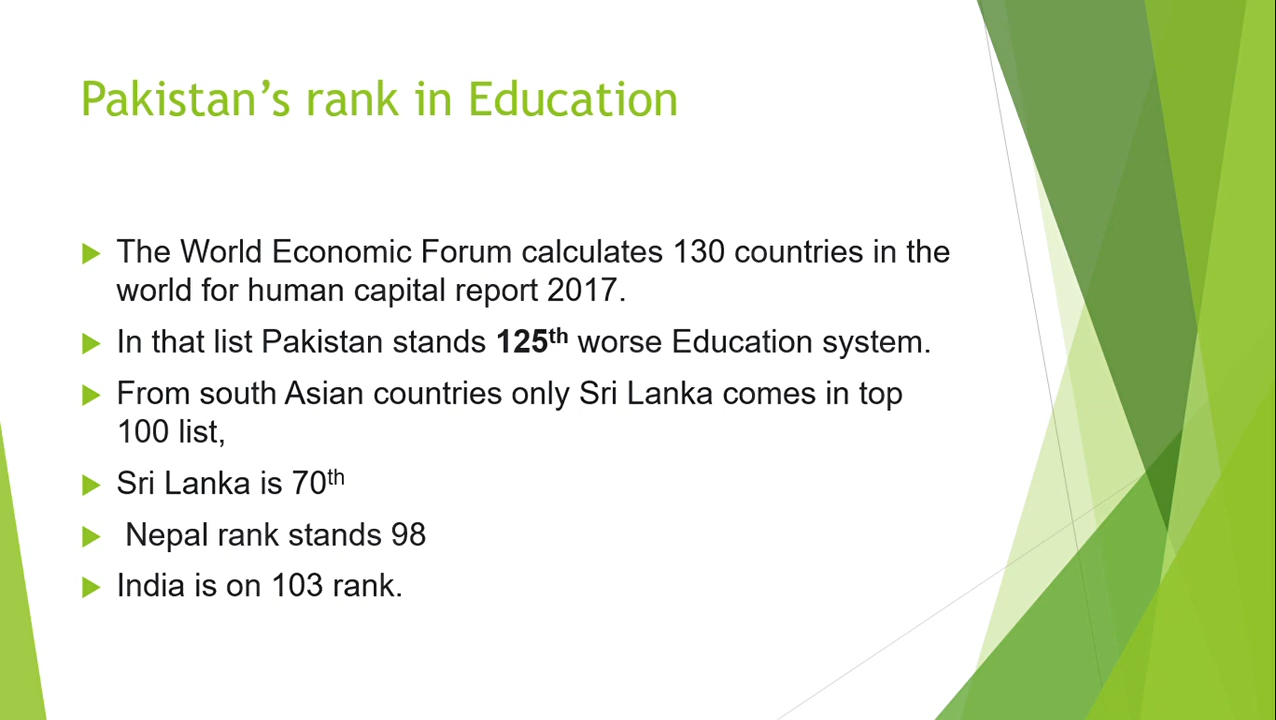 Pakistan’s rank in Education
The World Economic Forum calculates 130 countries in the
world for human capital report 2017.
In that list Pakistan stands 125th worse Education system.
From south Asian countries only Sri Lanka comes in top
100 list,
Sri Lanka is 70th
Nepal rank stands 98
India is on 103 rank.